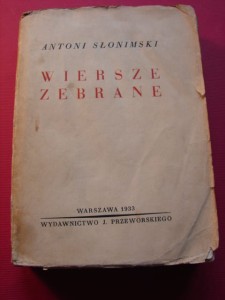 ANTONI SŁONIMSKI
WIERSZE
ZEBRANE
WARSZAWA 1933
WYDAWNICTWO J. PRZEWORSKIEGO